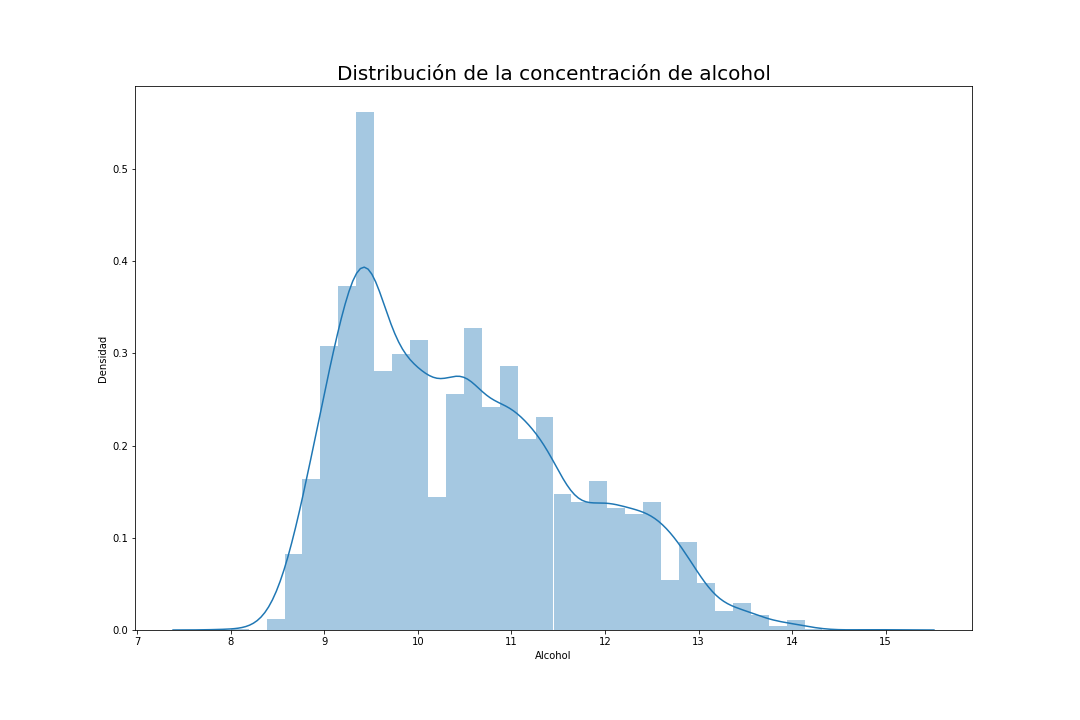 Distribución de la concentración de alcohol
Densidad
0.5
0.4
0.3
0.2
0.1
0.0
7 8 9 10 11 12 13 14 15
Alcohol